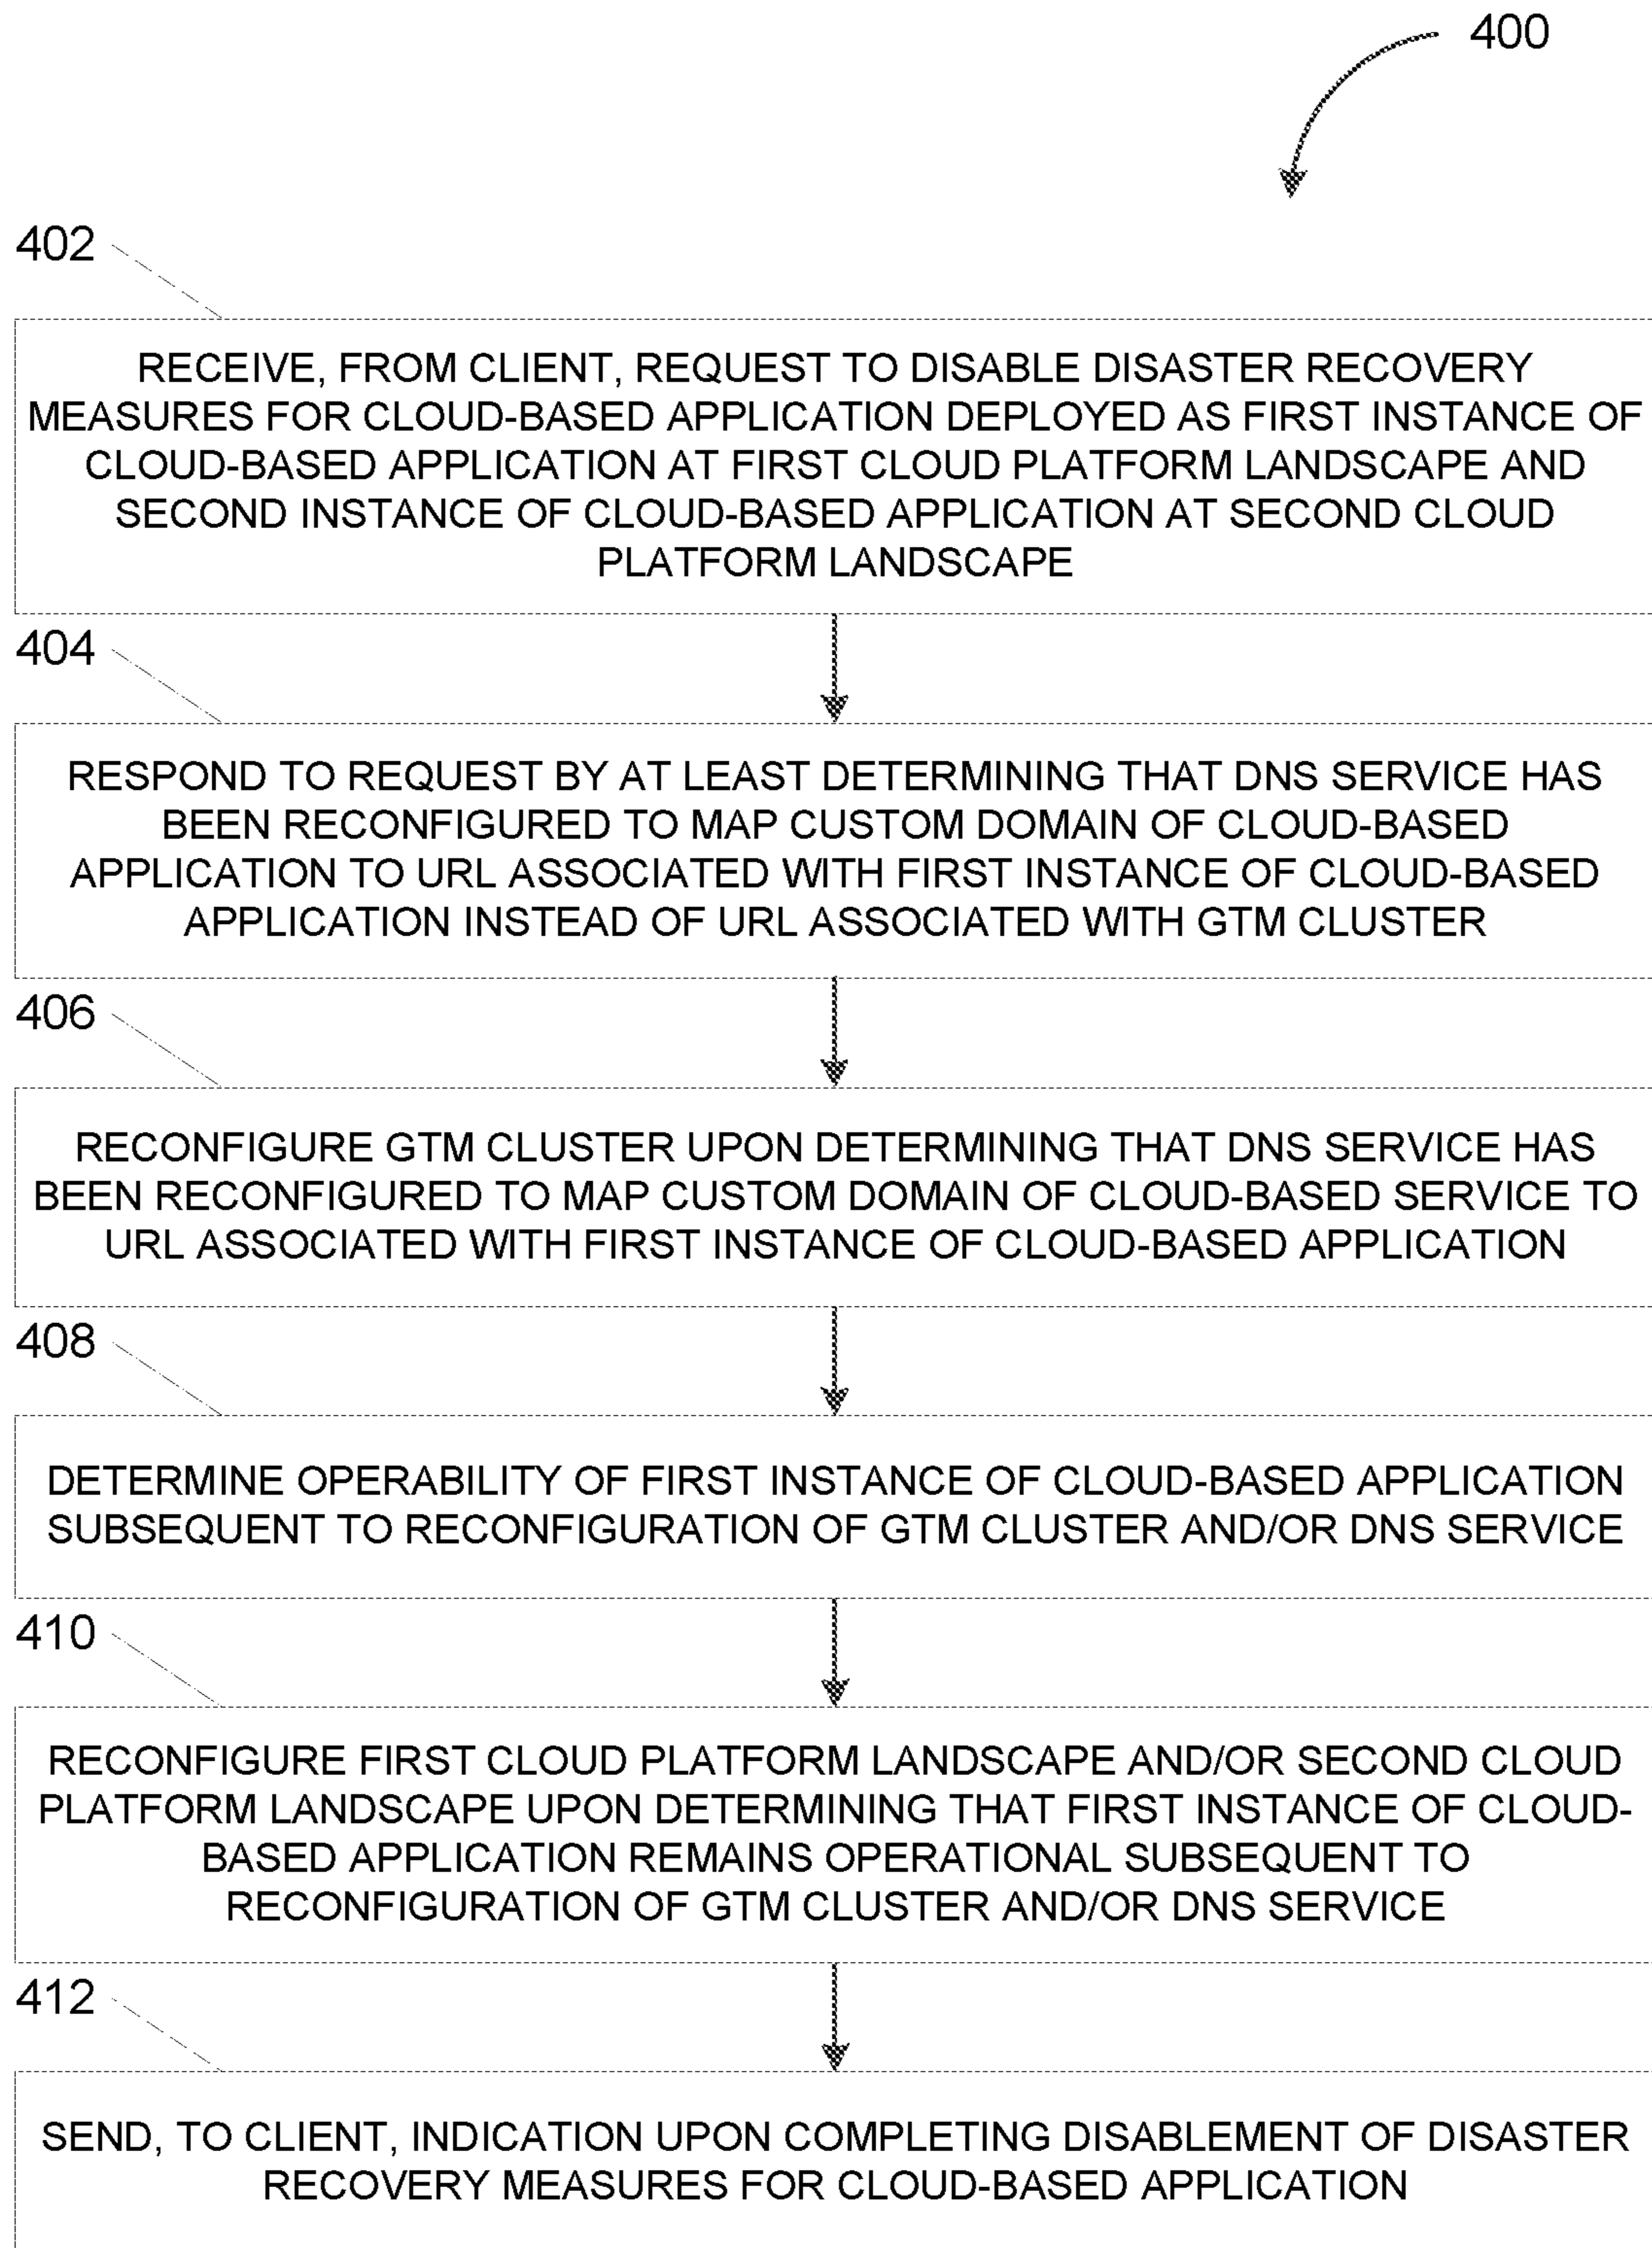 400
402
RECEIVE, FROM CLIENT, REQUEST TO DISABLE DISASTER RECOVERY
MEASURES FOR CLOUD-BASED APPLICATION DEPLOYED AS FIRST INSTANCE OF
CLOUD-BASED APPLICATION AT FIRST CLOUD PLATFORM LANDSCAPE AND
SECOND INSTANCE OF CLOUD-BASED APPLICATION AT SECOND CLOUD
PLATFORM LANDSCAPE
404
RESPOND TO REQUEST BY AT LEAST DETERMINING THAT DNS SERVICE HAS
BEEN RECONFIGURED TO MAP CUSTOM DOMAIN OF CLOUD-BASED
APPLICATION TO URL ASSOCIATED WITH FIRST INSTANCE OF CLOUD-BASED
APPLICATION INSTEAD OF URL ASSOCIATED WITH GTM CLUSTER
406
RECONFIGURE GTM CLUSTER UPON DETERMINING THAT DNS SERVICE HAS
BEEN RECONFIGURED TO MAP CUSTOM DOMAIN OF CLOUD-BASED SERVICE TO
URL ASSOCIATED WITH FIRST INSTANCE OF CLOUD-BASED APPLICATION
408
DETERMINE OPERABILITY OF FIRST INSTANCE OF CLOUD-BASED APPLICATION
SUBSEQUENT TO RECONFIGURATION OF GTM CLUSTER AND/OR DNS SERVICE
410
RECONFIGURE FIRST CLOUD PLATFORM LANDSCAPE AND/OR SECOND CLOUD
PLATFORM LANDSCAPE UPON DETERMINING THAT FIRST INSTANCE OF CLOUD-
BASED APPLICATION REMAINS OPERATIONAL SUBSEQUENT TO
RECONFIGURATION OF GTM CLUSTER AND/OR DNS SERVICE
412
SEND, TO CLIENT, INDICATION UPON COMPLETING DISABLEMENT OF DISASTER
RECOVERY MEASURES FOR CLOUD-BASED APPLICATION